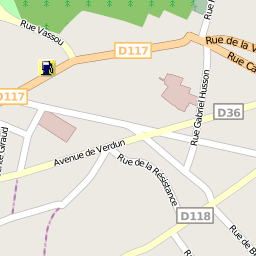 Rue Vassou
D117
Rue de la V
Rue Ca
D117
Rue Gabriel Husson
D36
Avenue de Verdun
Rue de la Résistance
Giraud
D118
Rue de B